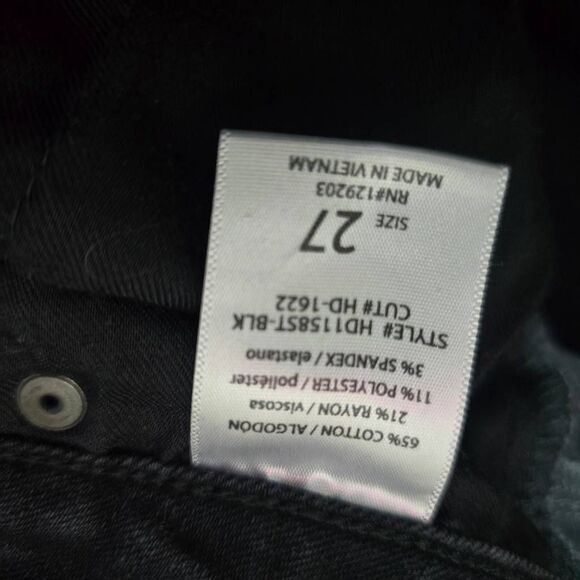 65% COTTON / ALGODÓN
21% RAYON / viscosa
11% POLYESTER / poliéster
3% SPANDEX / elastano
STYLE# HD1158ST-BLK
CUT# HD-1622
SIZE 27
RN#129203
MADE IN VIETNAM